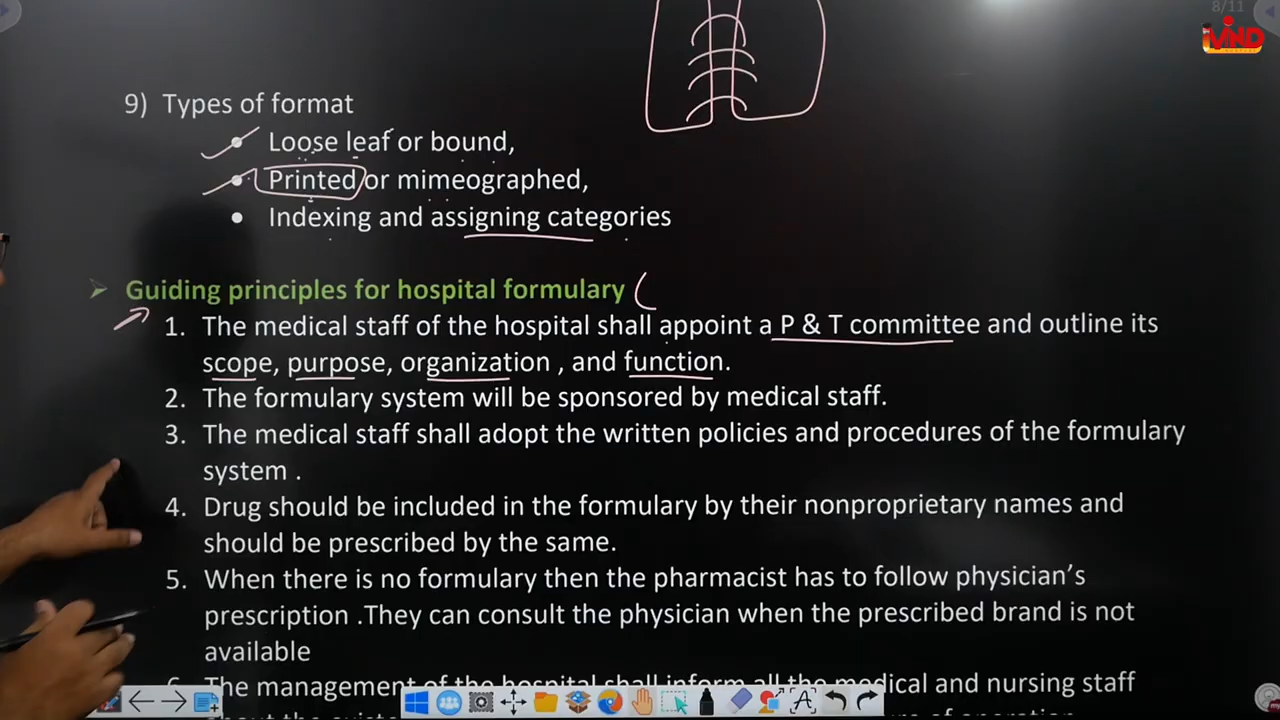 8/11
9) Types of format
• Loose leaf or bound,
• Printed or mimeographed,
• Indexing and assigning categories
➢ Guiding principles for hospital formulary (
1. The medical staff of the hospital shall appoint a P & T committee and outline its
scope, purpose, organization , and function.
2. The formulary system will be sponsored by medical staff.
3. The medical staff shall adopt the written policies and procedures of the formulary
system .
4. Drug should be included in the formulary by their nonproprietary names and
should be prescribed by the same.
5. When there is no formulary then the pharmacist has to follow physician's
prescription .They can consult the physician when the prescribed brand is not
available
6. The management of the hospital shall inform all the medical and nursing staff